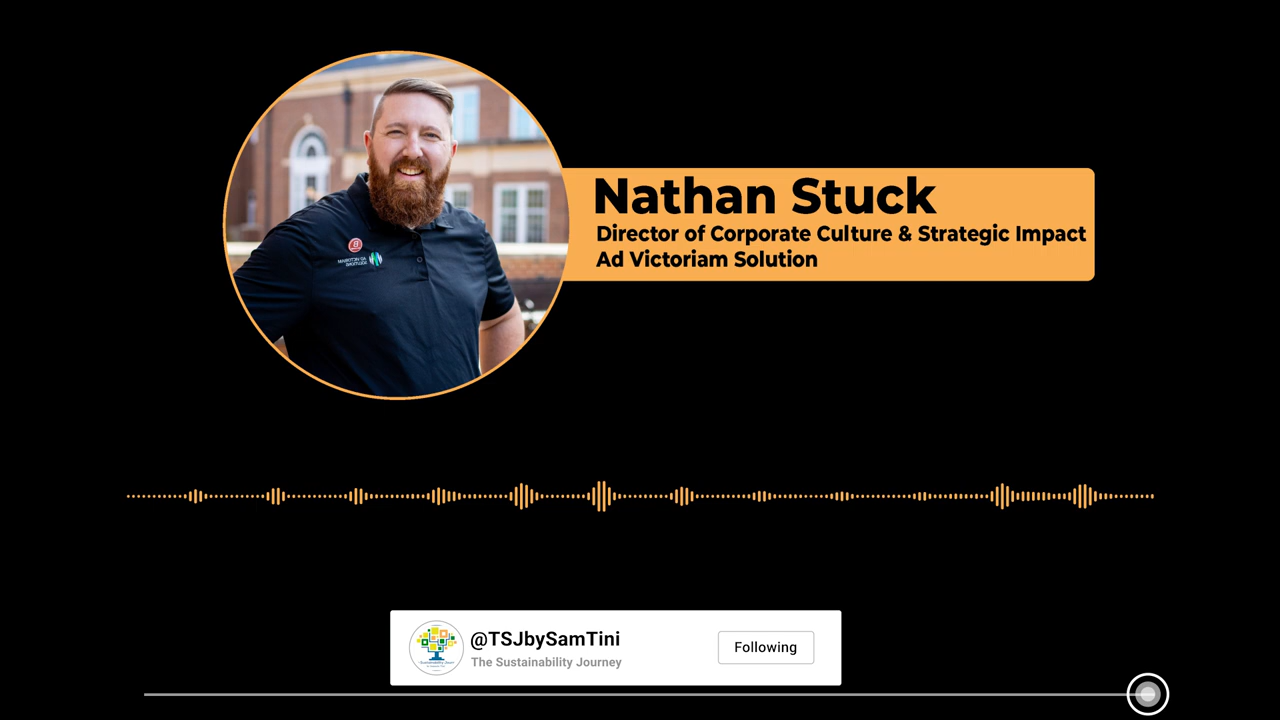 Nathan Stuck
Director of Corporate Culture & Strategic Impact
Ad Victoriam Solution
@TSJbySamTini
The Sustainability Journey
Following